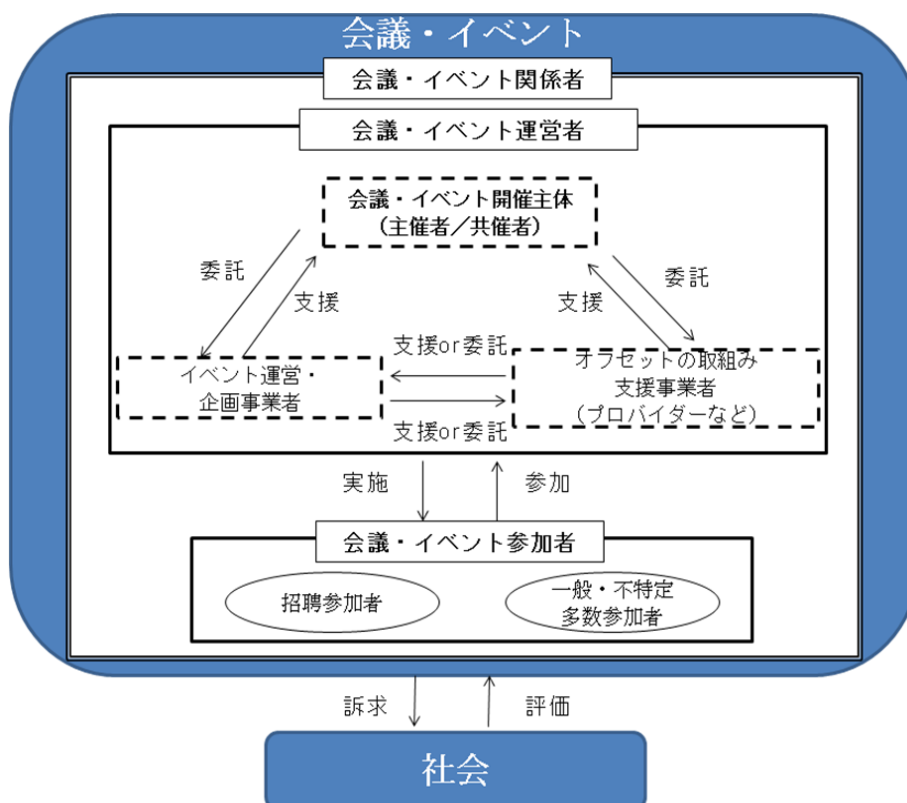 会議・イベント
会議・イベント関係者
会議・イベント運営者
会議・イベント開催主体
(主催者／共催者)
委託
支援
支援
委託
支援or委託
イベント運営・
企画事業者
オフセットの取組み
支援事業者
(プロバイダーなど)
支援or委託
実施
参加
会議・イベント参加者
招聘参加者
一般・不特定
多数参加者
訴求
評価
社会